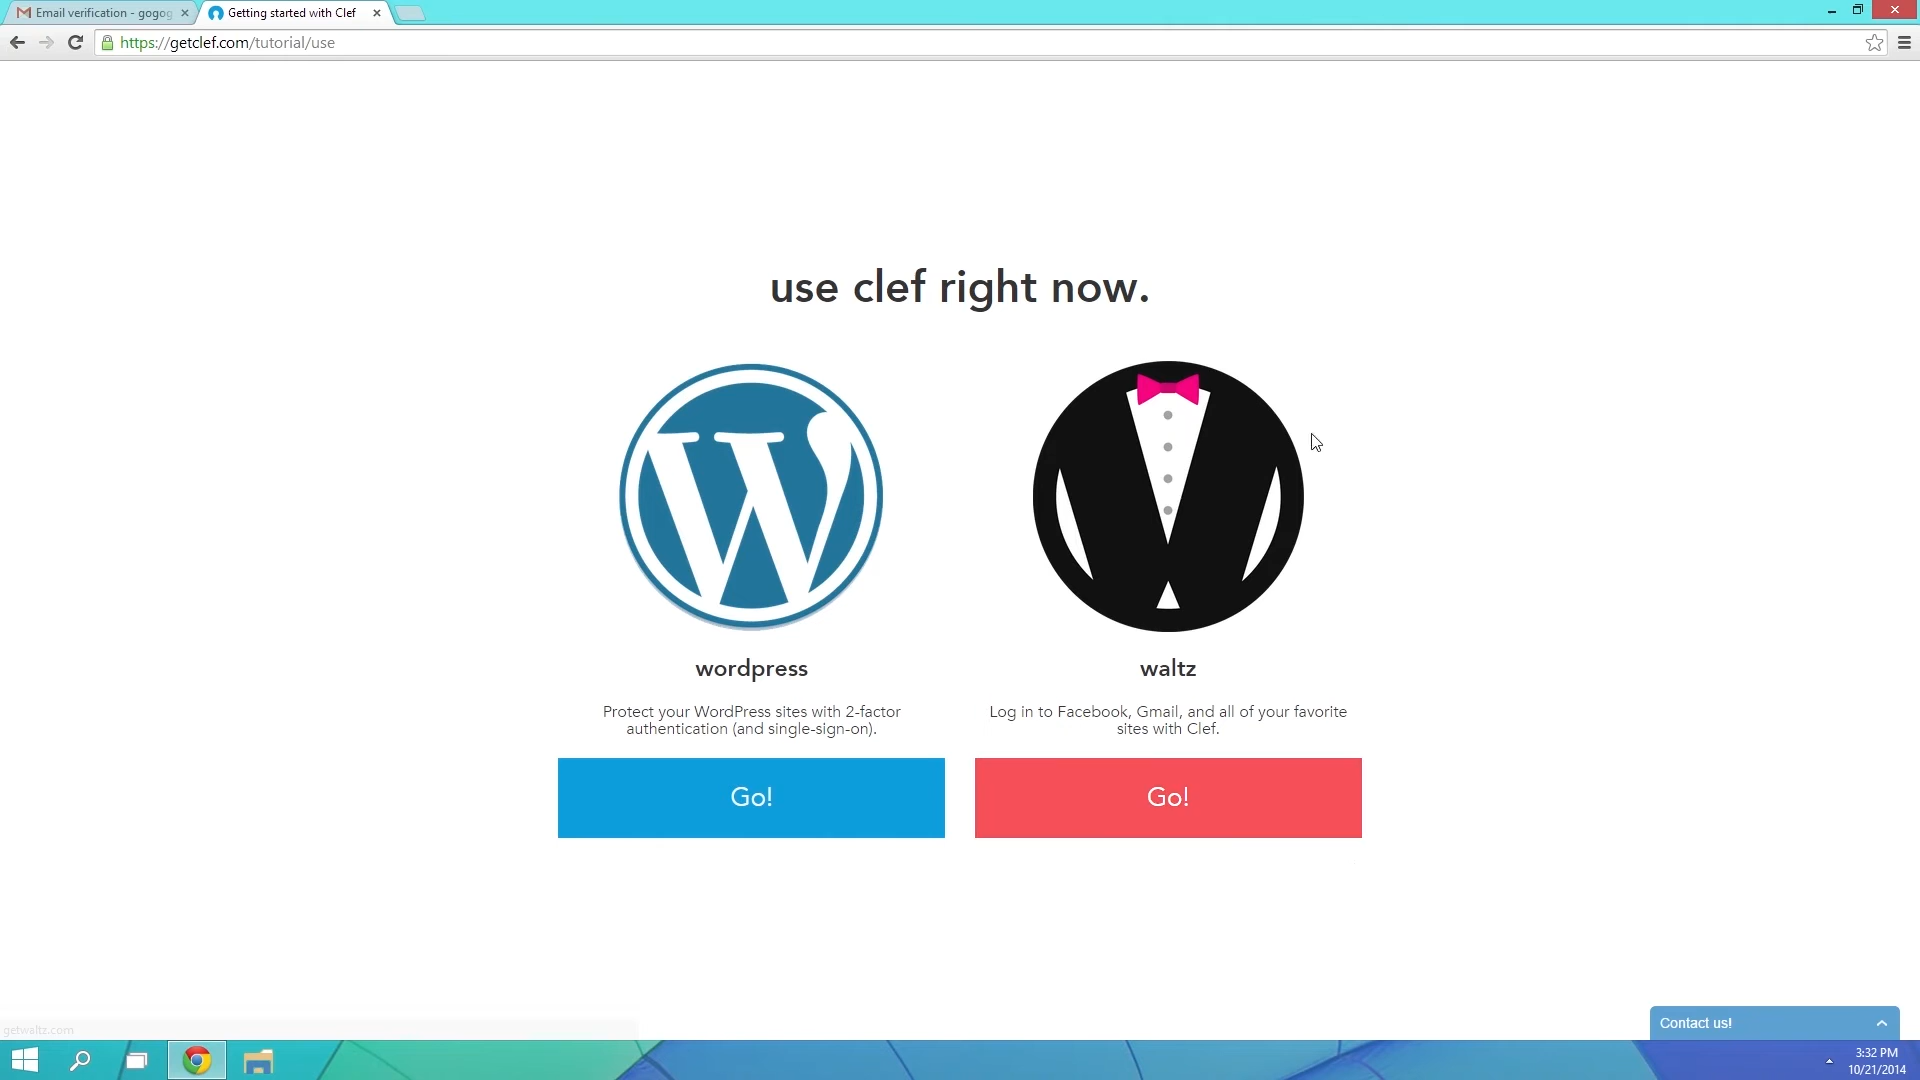 Email verification - gogog
Getting started with Clef
https://getclef.com/tutorial/use
use clef right now.
wordpress
Protect your WordPress sites with 2-factor
authentication (and single-sign-on).
Go!
waltz
Log in to Facebook, Gmail, and all of your favorite
sites with Clef.
Go!
getwaltz.com
Contact us!
3:32 PM
10/21/2014